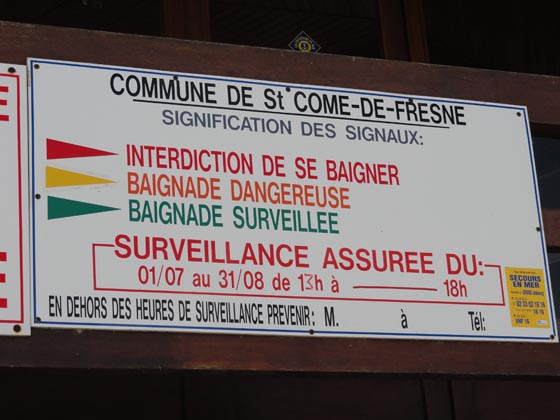 COMMUNE DE St COME-DE-FRESNE
SIGNIFICATION DES SIGNAUX:
INTERDICTION DE SE BAIGNER
BAIGNADE DANGEREUSE
BAIGNADE SURVEILLEE
SURVEILLANCE ASSUREE DU:
01/07 au 31/08 de 13h à 18h
EN DEHORS DES HEURES DE SURVEILLANCE PREVENIR: M. à Tél:
SECOURS
EN MER
VHF 16